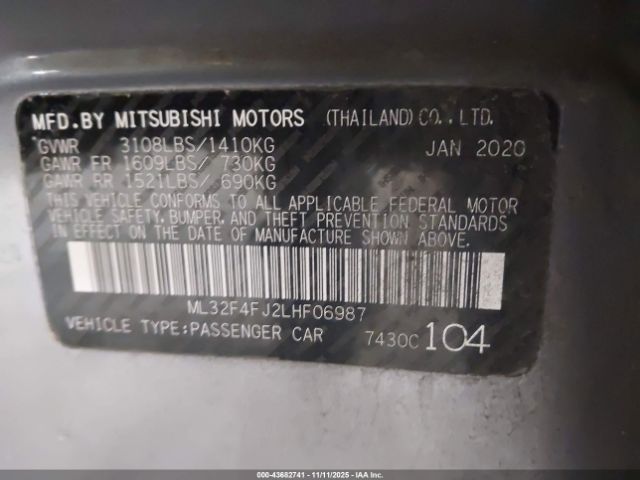 MFD.BY MITSUBISHI MOTORS (THAILAND) CO., LTD.
GVWR 3108LBS/1410KG JAN 2020
GAWR FR 1609LBS/ 730KG
GAWR RR 1521LBS/ 690KG
THIS VEHICLE CONFORMS TO ALL APPLICABLE FEDERAL MOTOR
VEHICLE SAFETY, BUMPER, AND THEFT PREVENTION STANDARDS
IN EFFECT ON THE DATE OF MANUFACTURE SHOWN ABOVE.
ML32F4FJ2LHF06987
VEHICLE TYPE:PASSENGER CAR 7430C 104
000-43682741 - 11/11/2025 - IAA Inc.